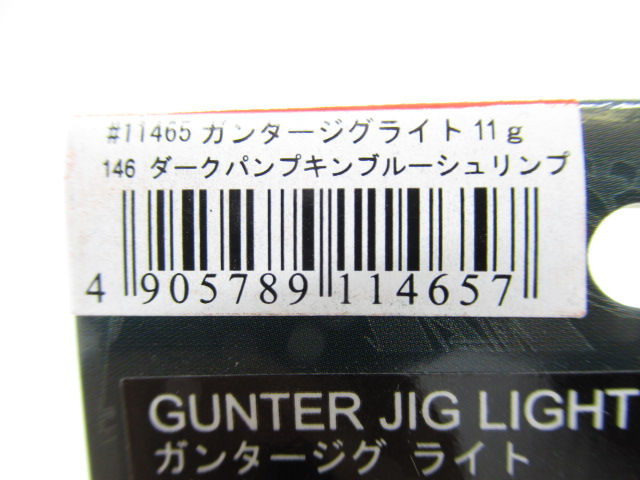 #11465 ガンタージグライト 11g
146 ダークパンプキンブルーシュリンプ
4 905789 114657
GUNTER JIG LIGHT
ガンタージグ ライト